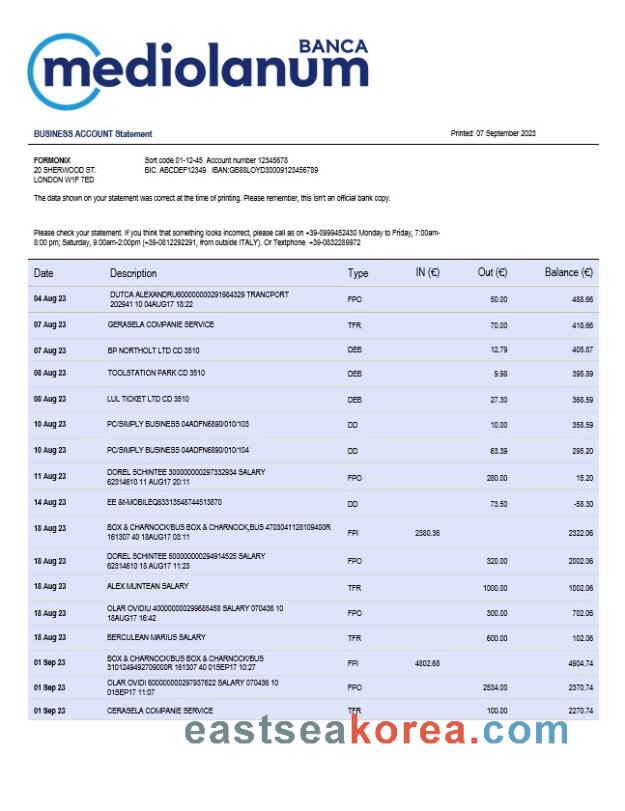 BANCA
mediolanum
BUSINESS ACCOUNT Statement Printed: 07 September 2023
FORMONIX Sort code 01-12-45 Account number 12345678
20 SHERWOOD ST. BIC. ABCDEF12349 IBAN:GB88LOYD30009123456789
LONDON W1F 7ED
The data shown on your statement was correct at the time of printing. Please remember, this isn't an official bank copy.
Please check your statement. If you think that something looks incorrect, please call as on +39-0999452430 Monday to Friday, 7:00am-
8:00 pm; Saturday, 9:00am-2:00pm (+39-0812292291, from outside ITALY). Or Textphone +39-0832289972
Date Description Type IN (€) Out (€) Balance (€)
04 Aug 23 DUTCA ALEXANDRU600000000291984329 TRANCPORT
202941 10 04AUG17 18:22 FPO 50.00 488.66
07 Aug 23 GERASELA COMPANIE SERVICE TFR 70.00 418.66
07 Aug 23 BP NORTHOLT LTD CD 3510 DEB 12.79 405.87
08 Aug 23 TOOLSTATION PARK CD 3510 DEB 9.98 395.89
08 Aug 23 LUL TICKET LTD CD 3510 DEB 27.30 368.59
10 Aug 23 PC/SIMPLY BUSINESS 04ADFN6890/010/103 DD 10.00 358.59
10 Aug 23 PC/SIMPLY BUSINESS 04ADFN6890/010/104 DD 63.39 295.20
11 Aug 23 DOREL SCHINTEE 300000000297332934 SALARY
62314610 11 AUG17 20:11 FPO 280.00 15.20
14 Aug 23 EE &t-MOBILEQ63313548744513870 DD 73.50 -58.30
18 Aug 23 BOX & CHARNOCK/BUS BOX & CHARNOCK,BUS 4703041128109400R
161307 40 18AUG17 03:11 FPI 2380.36 2322.06
18 Aug 23 DOREL SCHINTEE 500000000294914525 SALARY
62314610 18 AUG17 11:23 FPO 320.00 2002.06
18 Aug 23 ALEX MUNTEAN SALARY TFR 1000.00 1002.06
18 Aug 23 OLAR OVIDIU 400000000299685458 SALARY 070436 10
18AUG17 16:42 FPO 300.00 702.06
18 Aug 23 BERCULEAN MARIUS SALARY TFR 600.00 102.06
01 Sep 23 BOX & CHARNOCK/BUS BOX & CHARNOCK/BUS
3101249492709000R 161307 40 01SEP17 10:27 FPI 4802.68 4904.74
01 Sep 23 OLAR OVIDI 600000000297937622 SALARY 070436 10
01SEP17 11:07 FPO 2534.00 2370.74
01 Sep 23 CERASELA COMPANIE SERVICE TFR 100.00 2270.74
eastseakorea.com